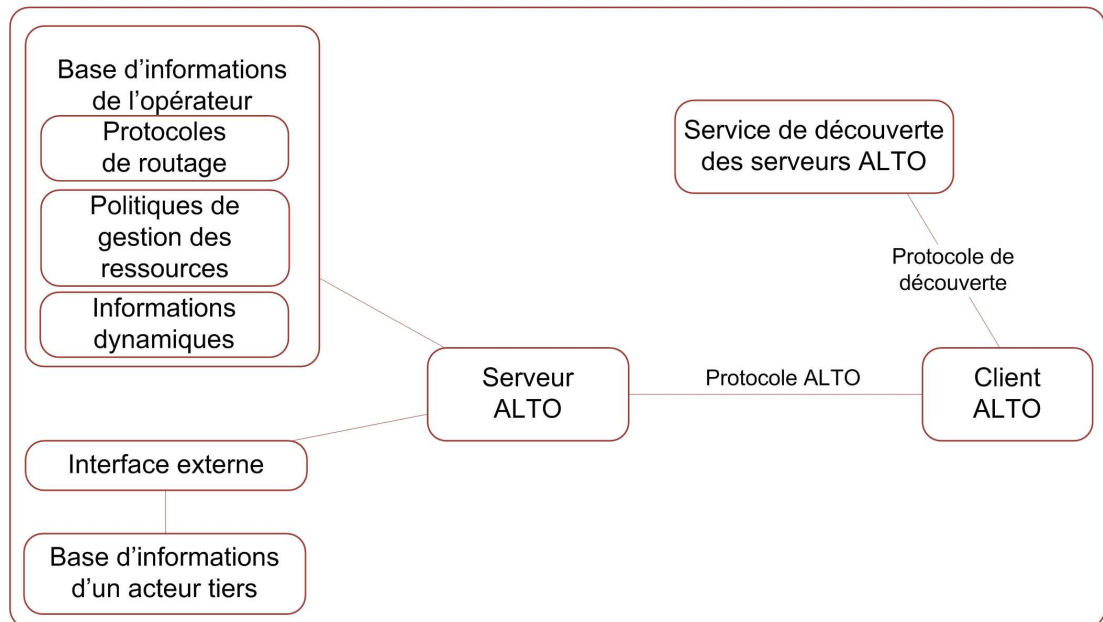 Base d’informations
de l’opérateur
Protocoles
de routage
Politiques de
gestion des
ressources
Informations
dynamiques
Service de découverte
des serveurs ALTO
Protocole de
découverte
Serveur
ALTO
Protocole ALTO
Client
ALTO
Interface externe
Base d’informations
d’un acteur tiers